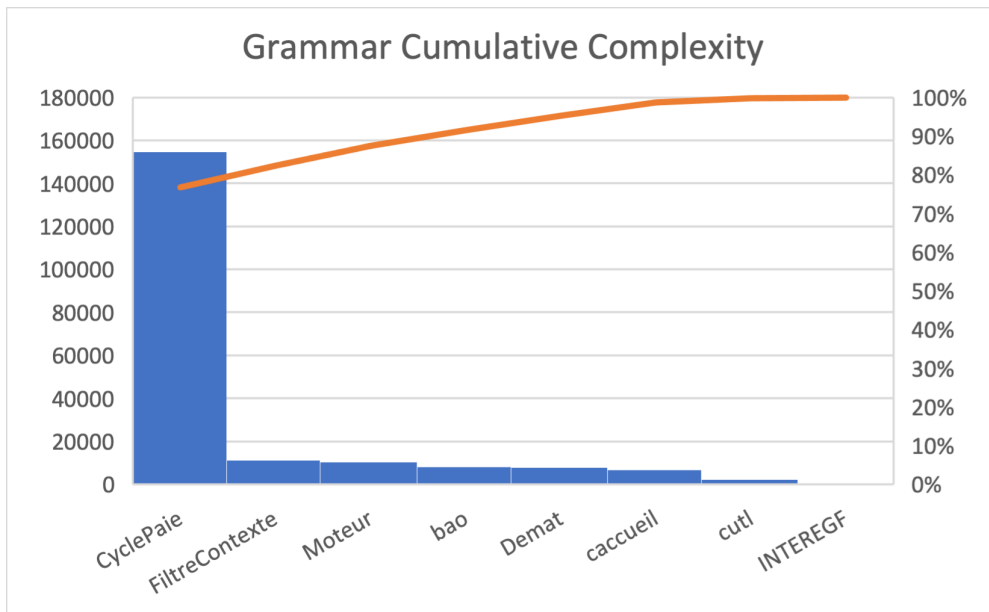 Grammar Cumulative Complexity
180000
160000
140000
120000
100000
80000
60000
40000
20000
0
100%
90%
80%
70%
60%
50%
40%
30%
20%
10%
0%
CyclePaie
FiltreContexte
Moteur
bao
Demat
caccueil
cutl
INTEREGF